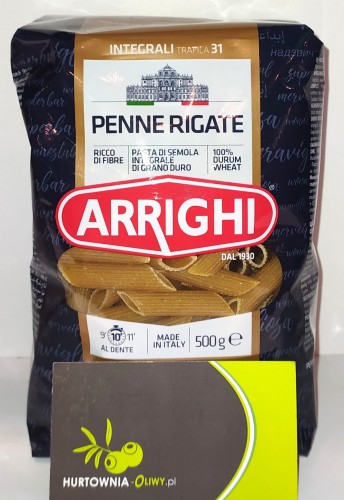 INTEGRALI TRAFILA 31
PENNE RIGATE
RICCO
DI FIBRE
PASTA DI SEMOLA
INTEGRALE
DI GRANO DURO
100%
DURUM
WHEAT
ARRIGHI
®
DAL 1930
9' 10' 11'
AL DENTE
MADE
IN ITALY
500g ℮
HURTOWNIA-OLIWY.pl